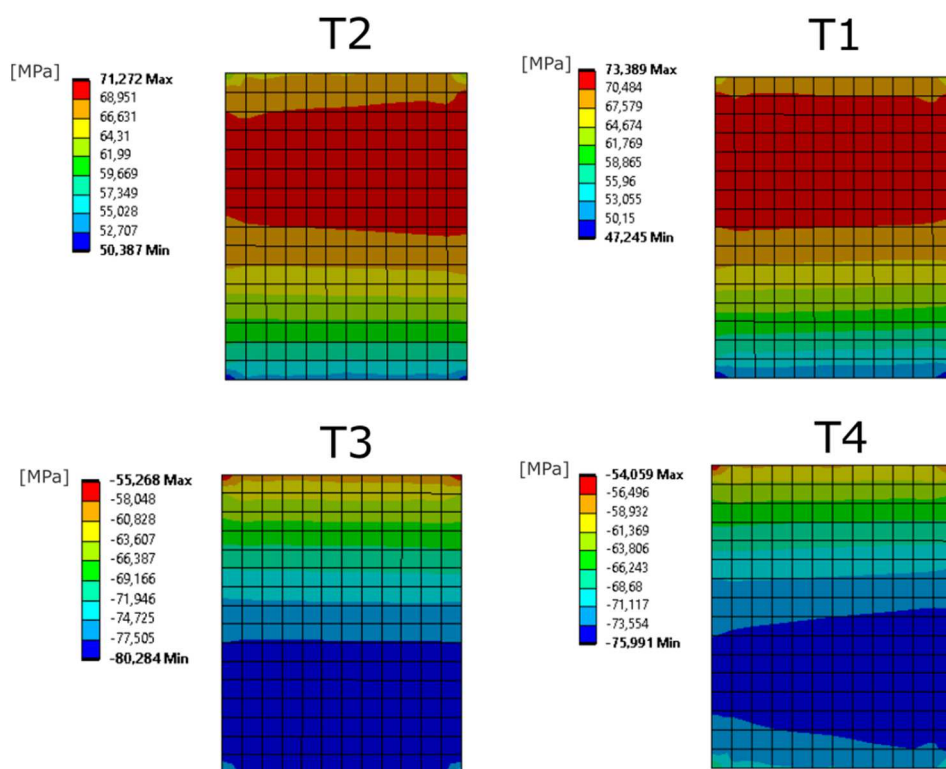 T2
[MPa]
71,272 Max
68,951
66,631
64,31
61,99
59,669
57,349
55,028
52,707
50,387 Min
T1
[MPa]
73,389 Max
70,484
67,579
64,674
61,769
58,865
55,96
53,055
50,15
47,245 Min
T3
[MPa]
-55,268 Max
-58,048
-60,828
-63,607
-66,387
-69,166
-71,946
-74,725
-77,505
-80,284 Min
T4
[MPa]
-54,059 Max
-56,496
-58,932
-61,369
-63,806
-66,243
-68,68
-71,117
-73,554
-75,991 Min